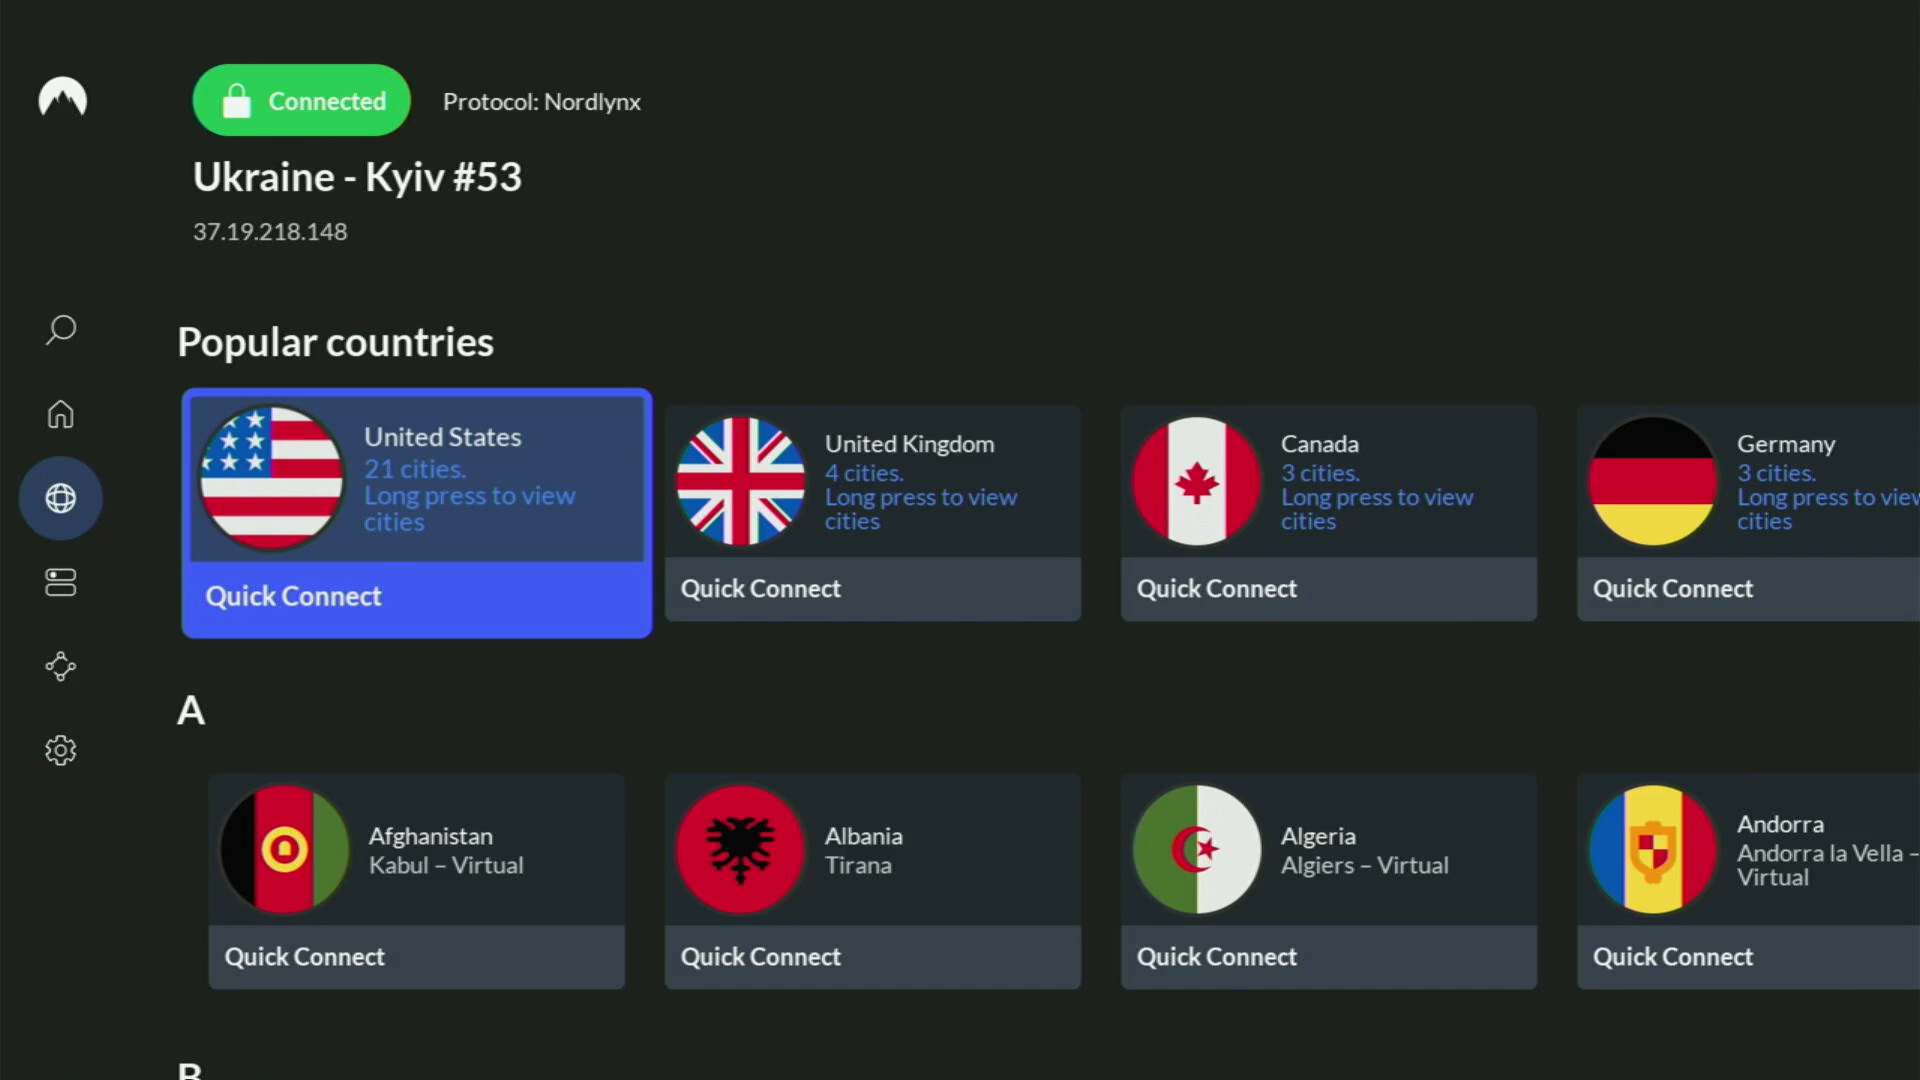 Connected
Protocol: Nordlynx
Ukraine - Kyiv #53
37.19.218.148
Popular countries
United States
21 cities.
Long press to view
cities
Quick Connect
United Kingdom
4 cities.
Long press to view
cities
Quick Connect
Canada
3 cities.
Long press to view
cities
Quick Connect
Germany
3 cities.
Long press to view
cities
Quick Connect
A
Afghanistan
Kabul – Virtual
Quick Connect
Albania
Tirana
Quick Connect
Algeria
Algiers – Virtual
Quick Connect
Andorra
Andorra la Vella –
Virtual
Quick Connect
B